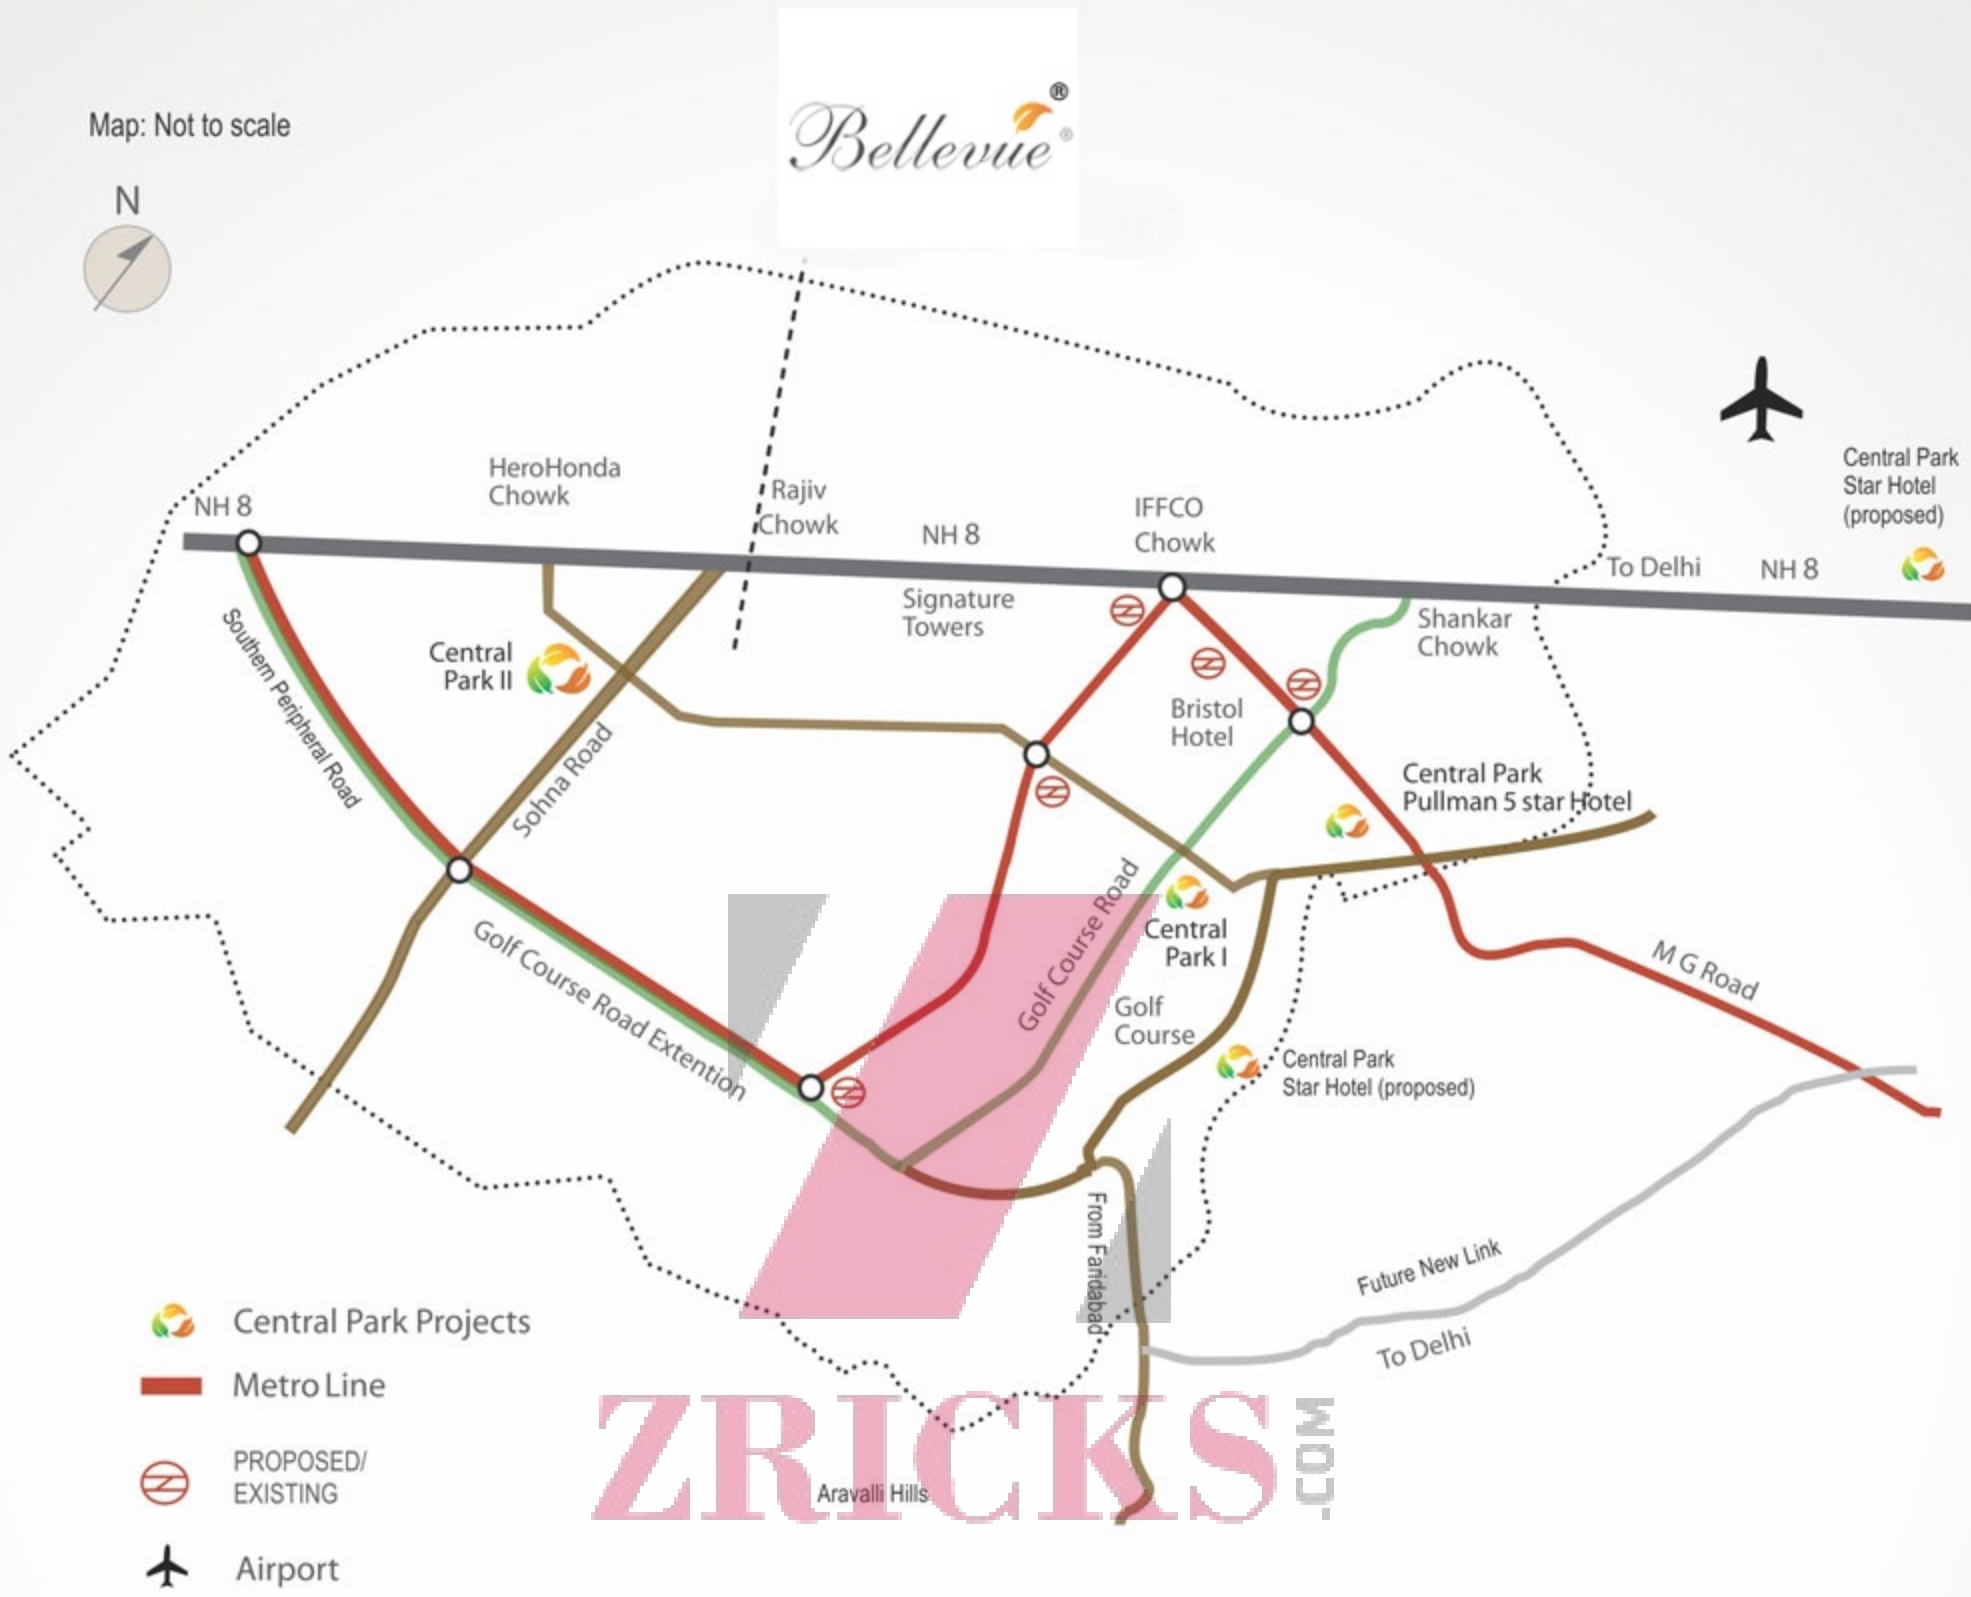 Bellevue®
®
Map: Not to scale
N
Central Park
Star Hotel
(proposed)
HeroHonda
Chowk
Rajiv
Chowk
NH 8
NH 8
IFFCO
Chowk
To Delhi
NH 8
Signature
Towers
Shankar
Chowk
Central
Park II
Southern Peripheral Road
Sohna Road
Bristol
Hotel
Central Park
Pullman 5 star Hotel
Golf Course Road
Central
Park I
Golf Course Road Extention
M G Road
Golf
Course
Central Park
Star Hotel (proposed)
From Faridabad
Future New Link
To Delhi
Central Park Projects
Metro Line
PROPOSED/
EXISTING
Airport
Aravalli Hills
ZRICKS
.COM